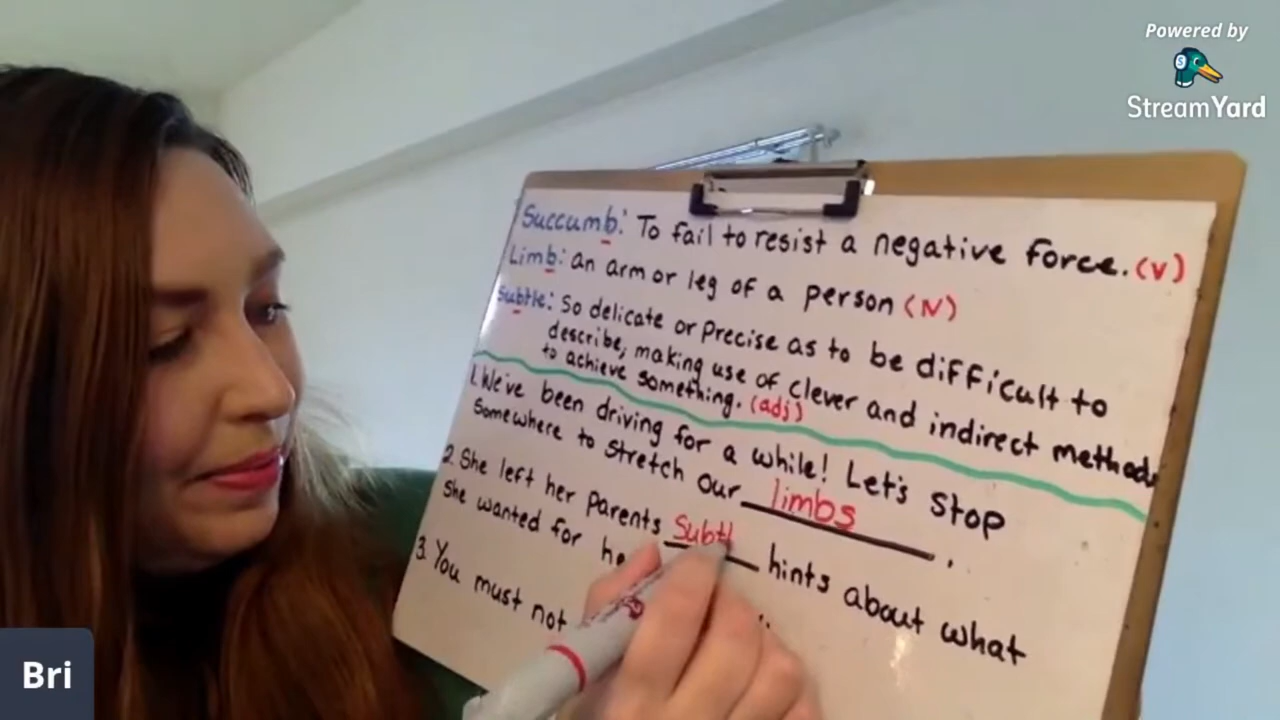 Powered by
StreamYard
Succumb: To fail to resist a negative force. (v)
Limb: an arm or leg of a person (N)
Subtle: So delicate or Precise as to be difficult to
describe, making use of clever and indirect methods
to achieve something. (adj)
1. We've been driving for a while! Let's stop
Somewhere to stretch our limbs.
2. She left her Parents Subtl hints about what
She wanted for
3. You must not
Bri